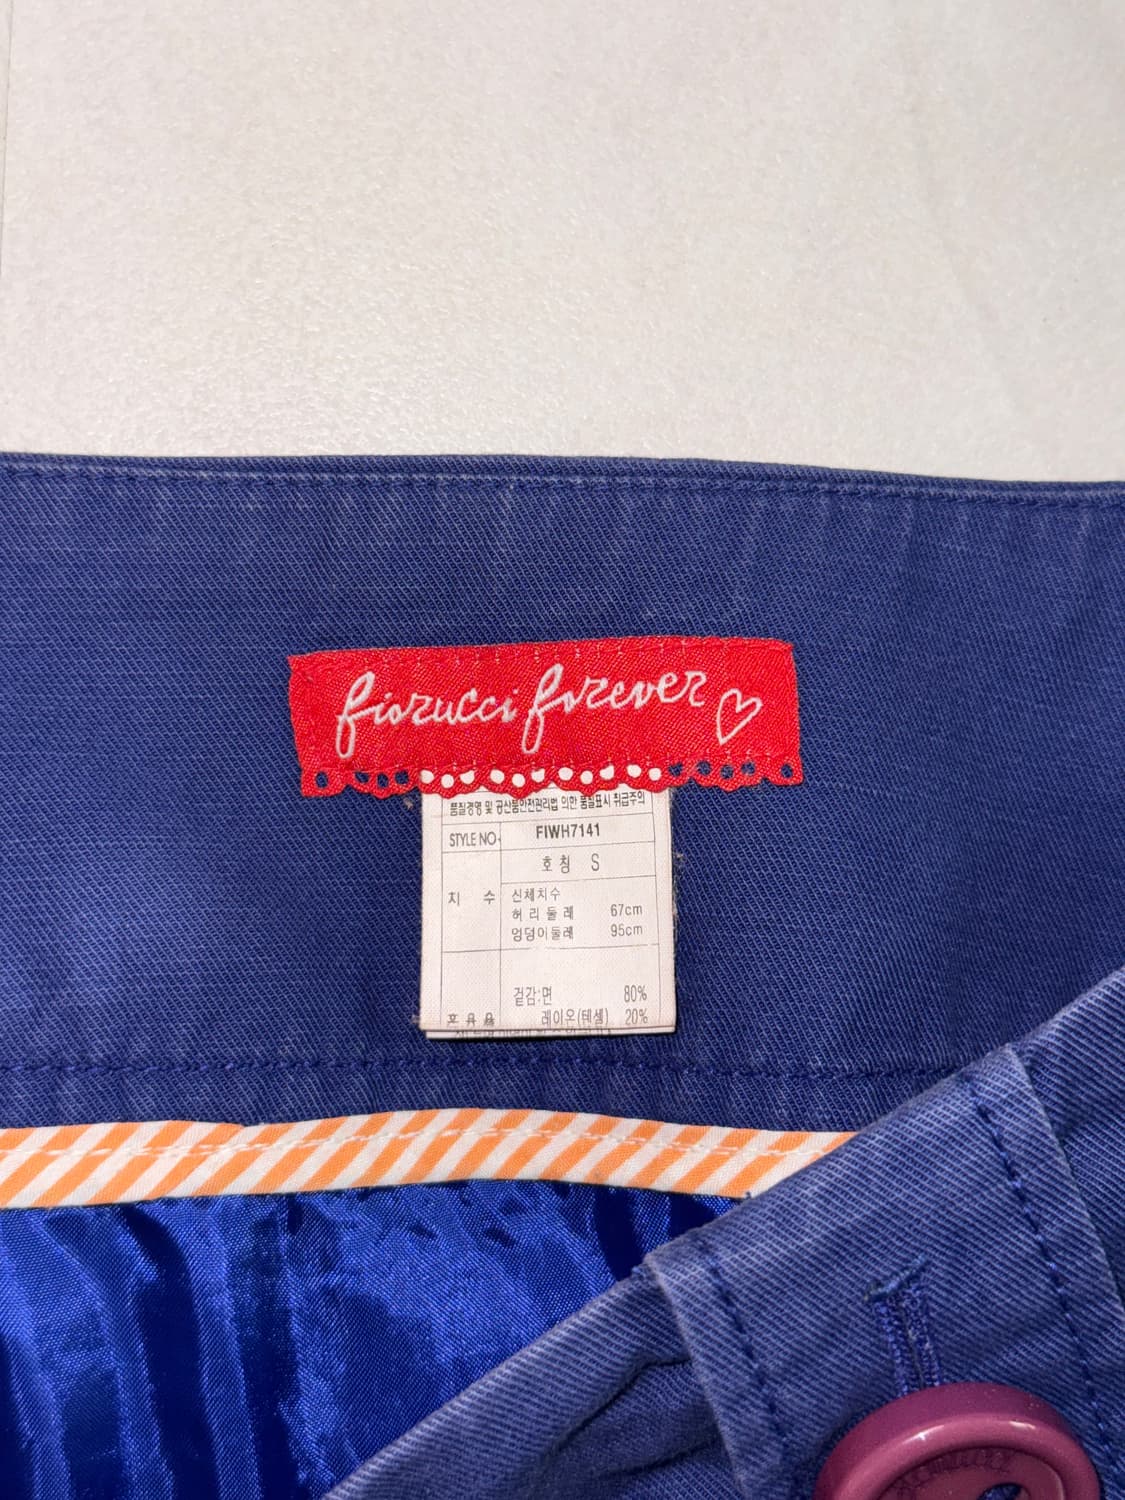 fiorucci forever
품질경영 및 공산품안전관리법 의한 품질표시 취급주의
STYLE NO. FIWH7141
호 칭 S
치 수
신체치수
허 리 둘 레 67cm
엉덩이둘레 95cm
겉감:면 80%
혼 용 율 레이온(텐셀) 20%